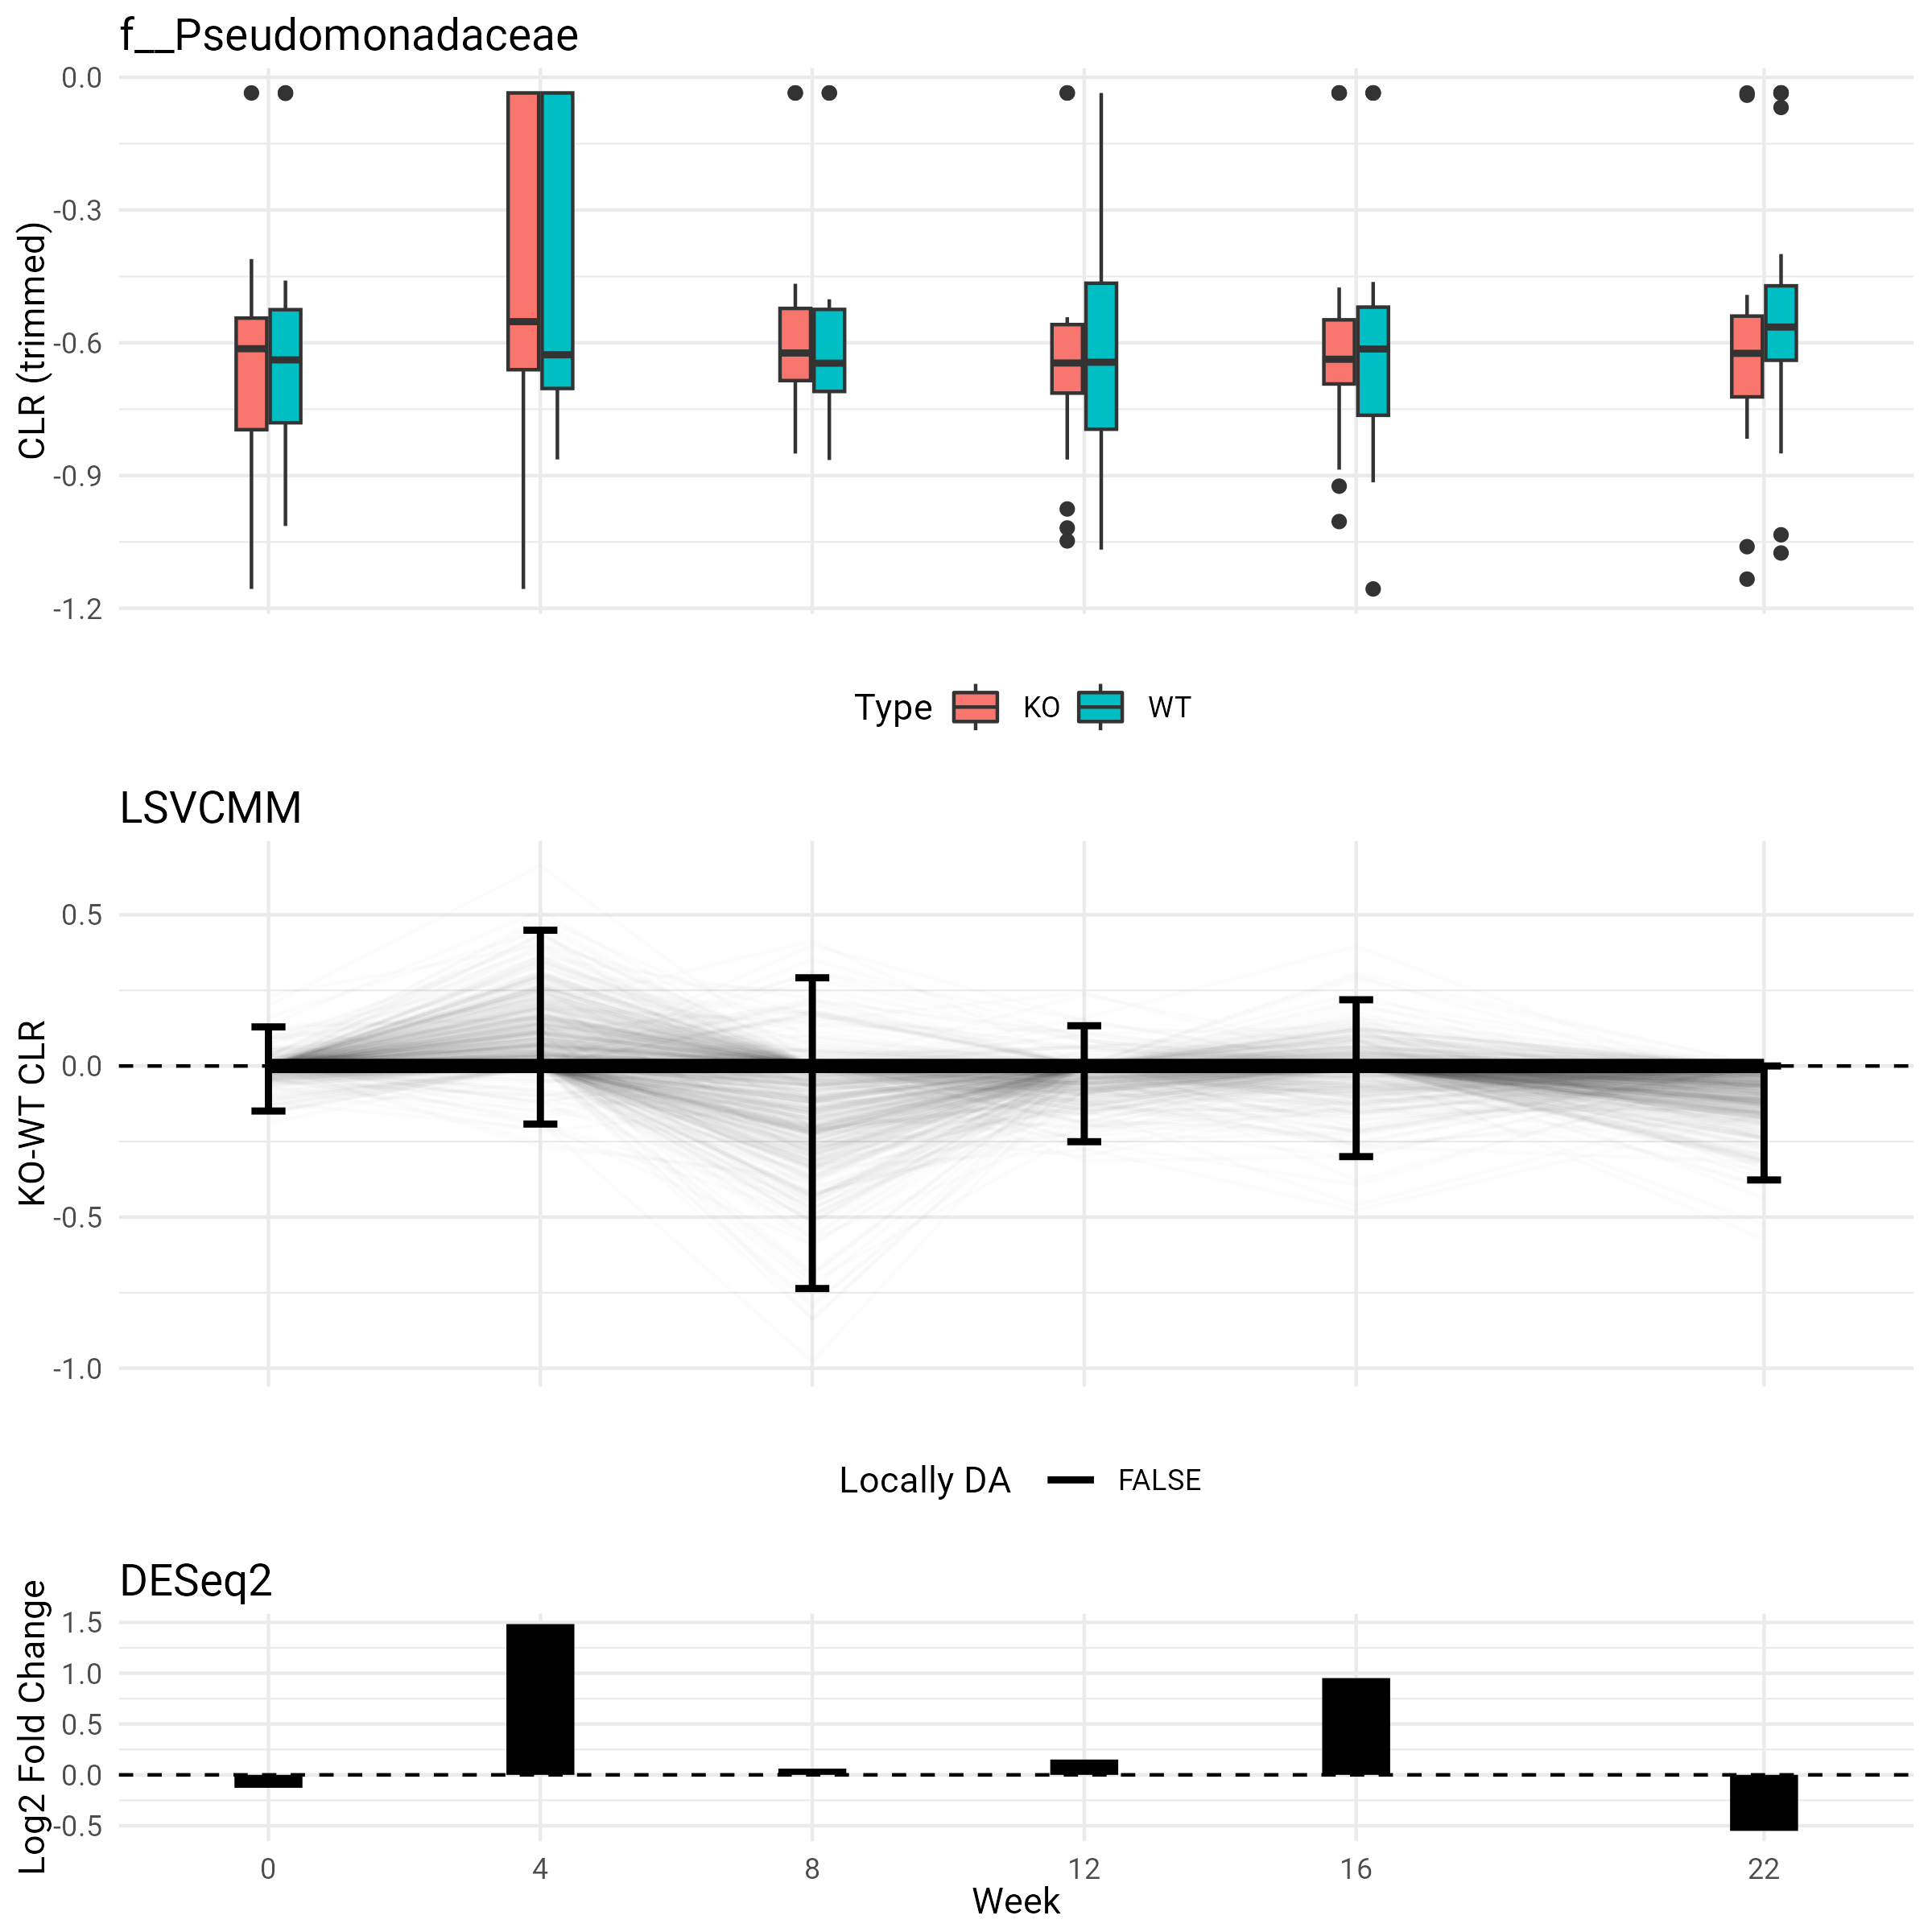 f__Pseudomonadaceae
CLR (trimmed)
0.0
-0.3
-0.6
-0.9
-1.2
Type KO WT
LSVCMM
KO-WT CLR
0.5
0.0
-0.5
-1.0
Locally DA FALSE
DESeq2
Log2 Fold Change
1.5
1.0
0.5
0.0
-0.5
0 4 8 12 16 22
Week